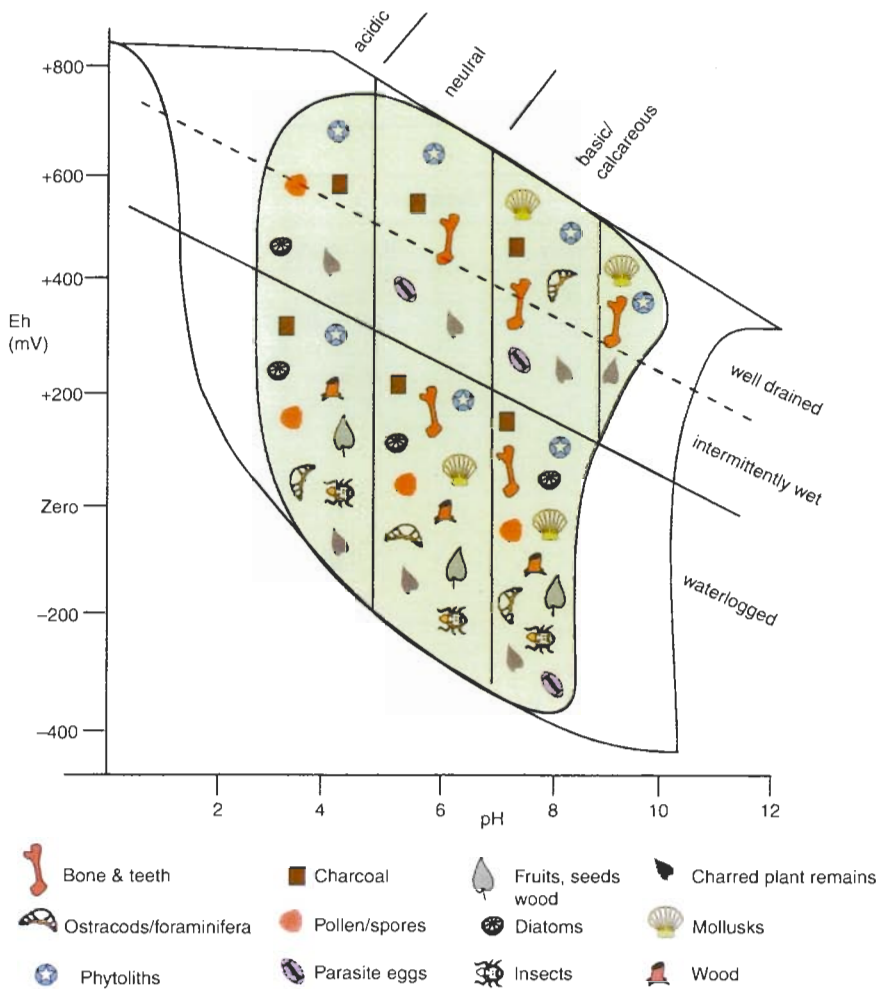 acidic
neutral
basic/
calcareous
+800
+600
+400
Eh
(mV)
+200
Zero
–200
–400
well drained
intermittently wet
waterlogged
2
4
6
8
10
12
pH
Bone & teeth
Charcoal
Fruits, seeds
wood
Charred plant remains
Ostracods/foraminifera
Pollen/spores
Diatoms
Mollusks
Phytoliths
Parasite eggs
Insects
Wood